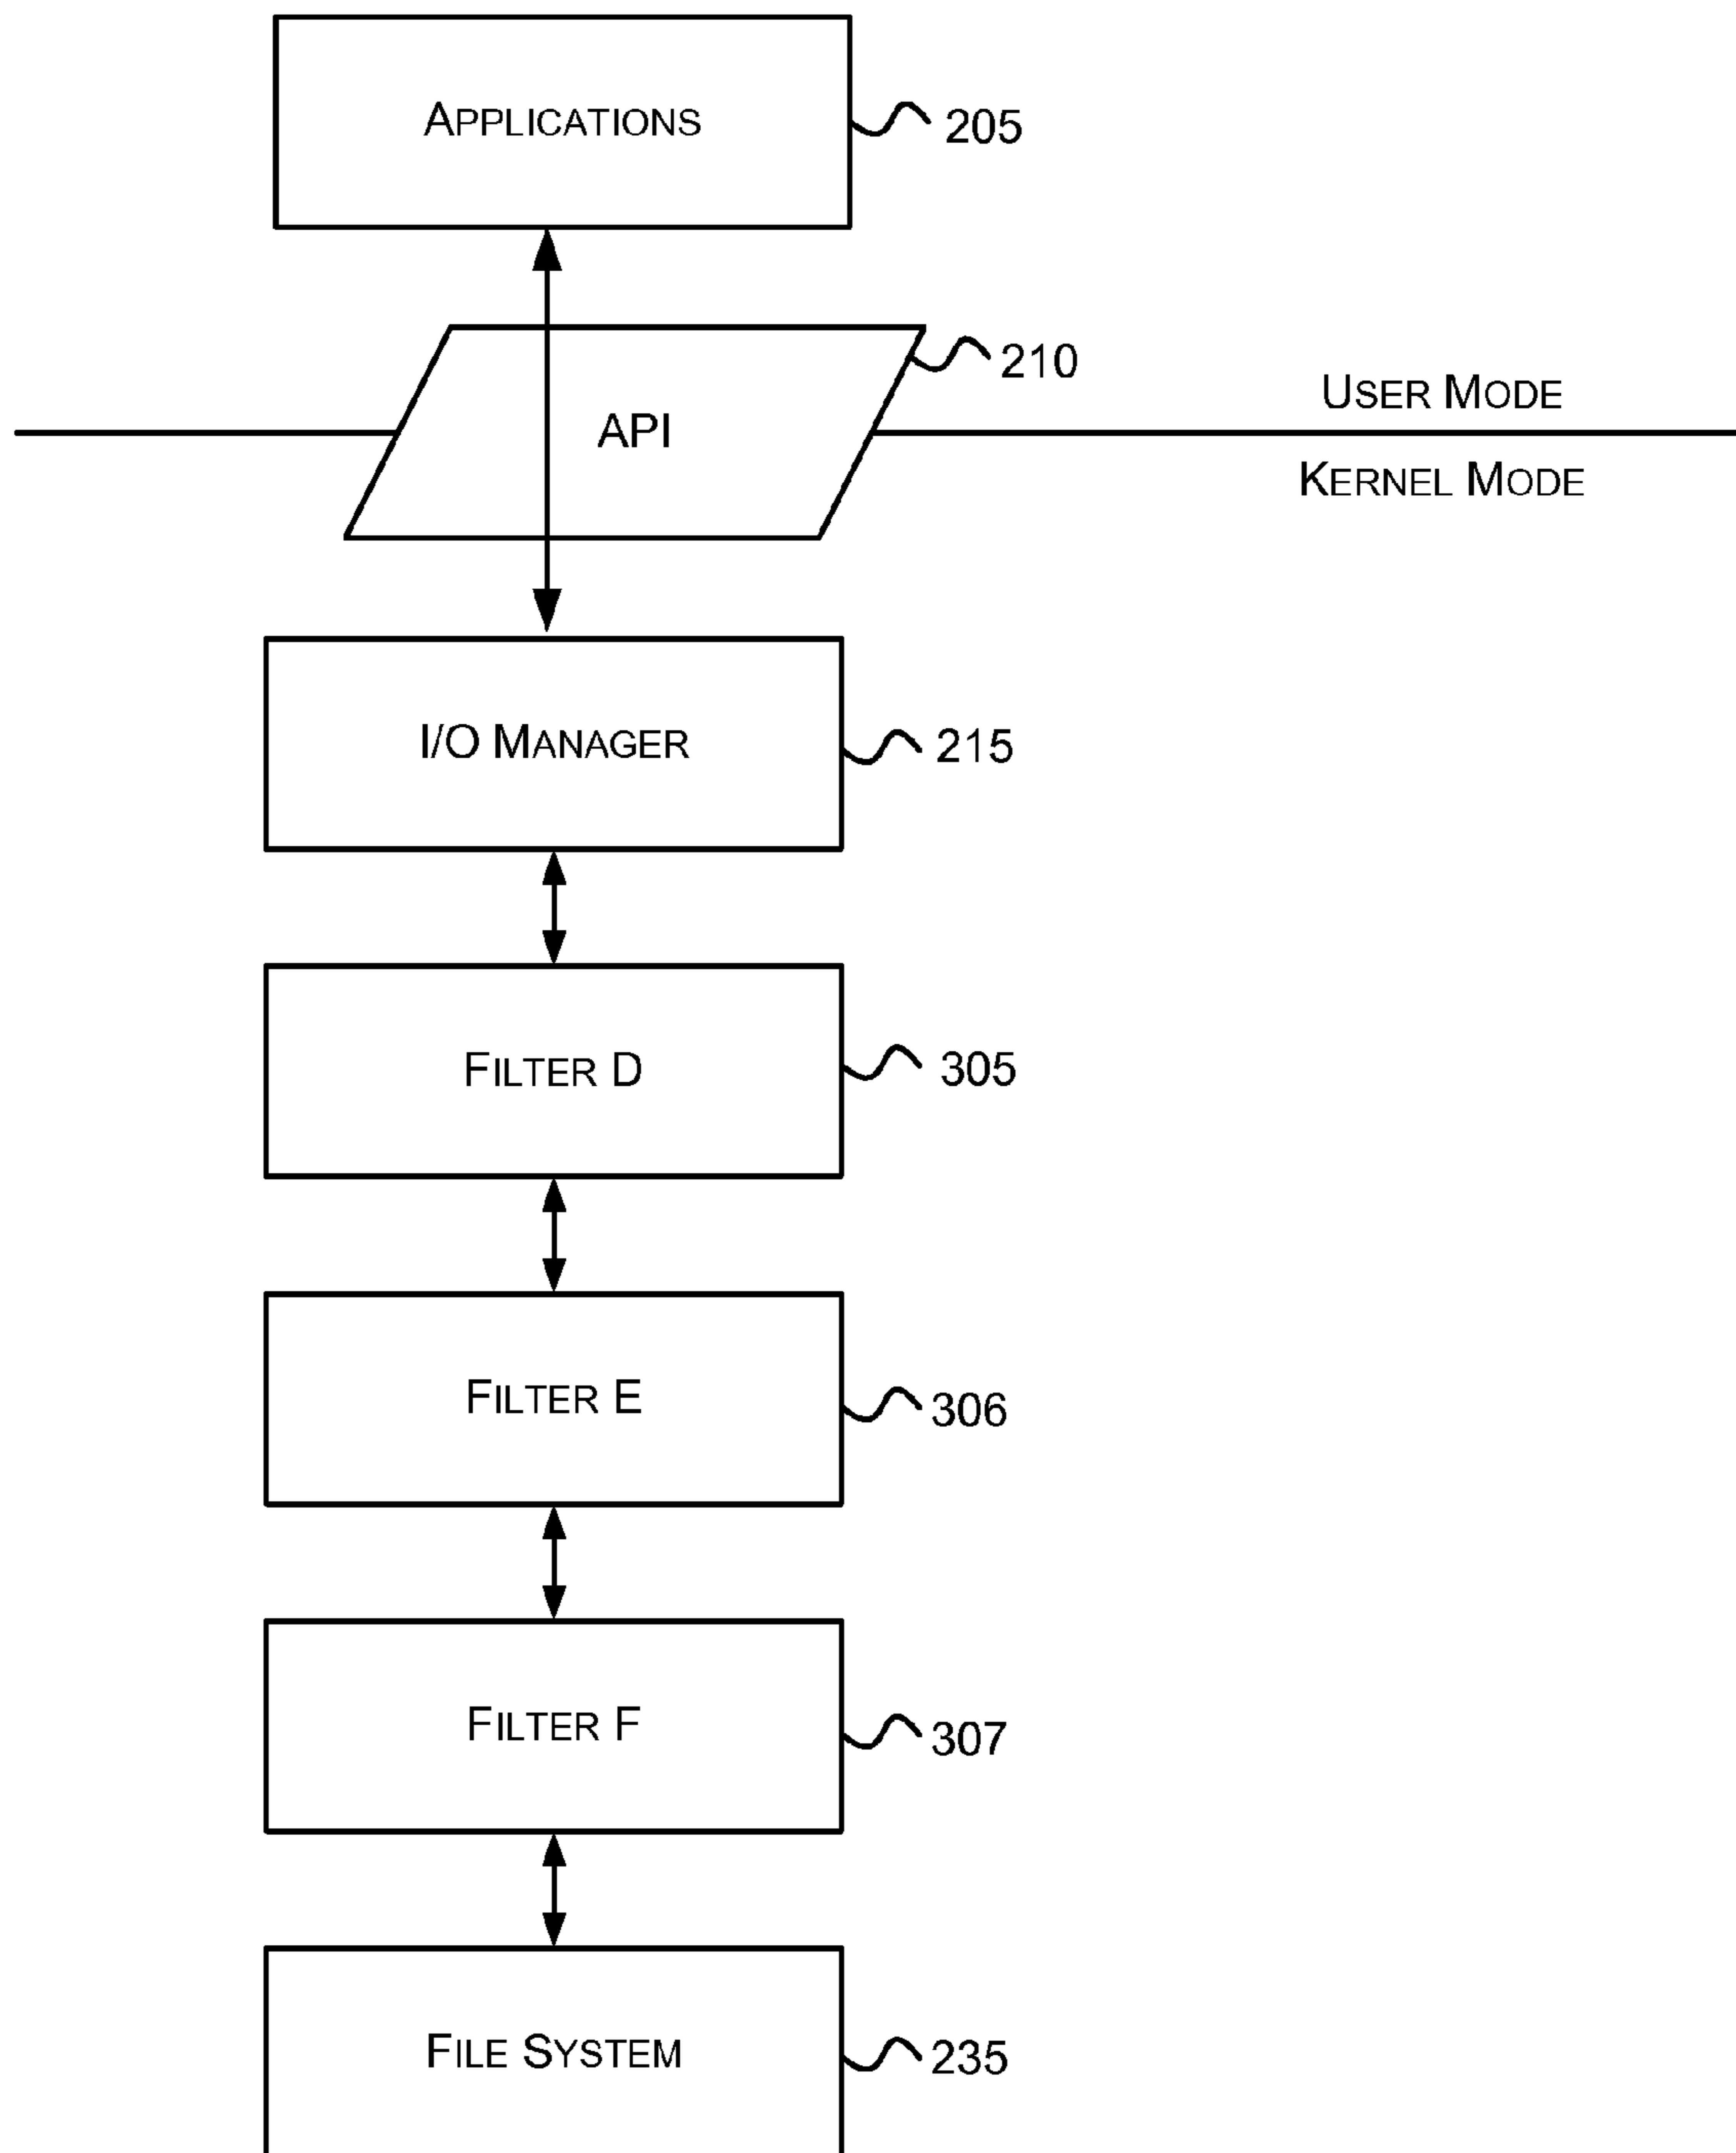 APPLICATIONS
205
210
API
USER MODE
KERNEL MODE
I/O MANAGER
215
FILTER D
305
FILTER E
306
FILTER F
307
FILE SYSTEM
235